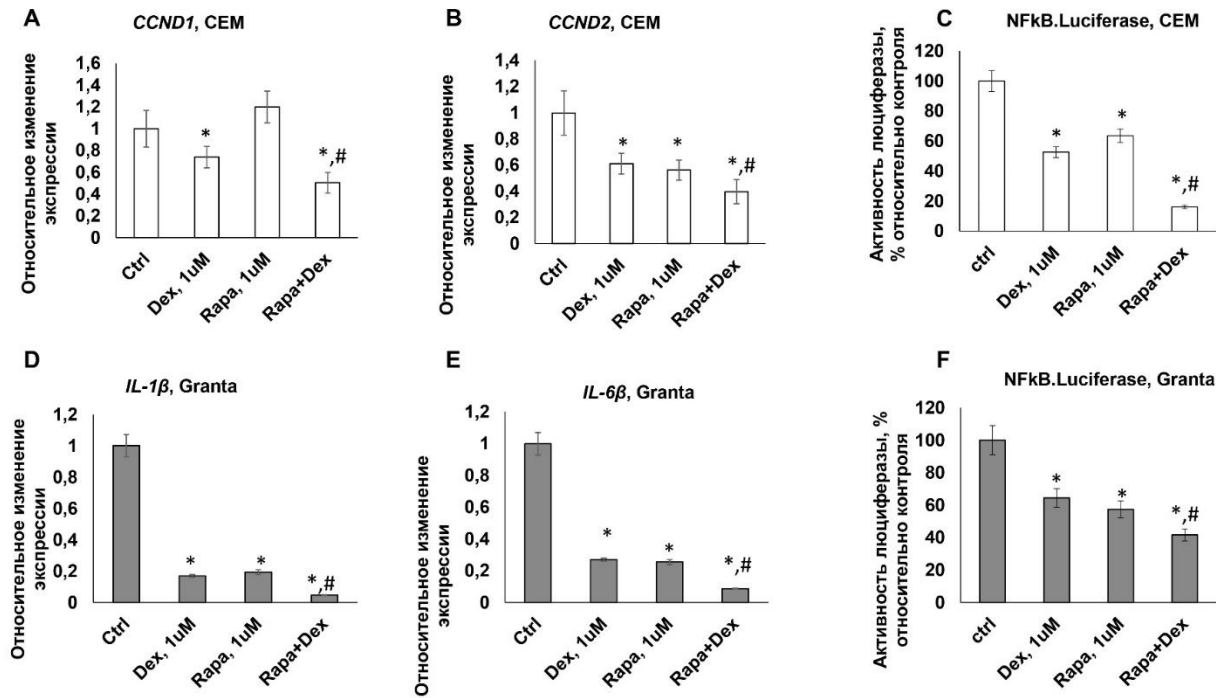 A
CCND1, CEM
Относительное изменение
экспрессии
1,6
1,4
1,2
1
0,8
0,6
0,4
0,2
0
*
*,#
Ctrl
Dex, 1uM
Rapa, 1uM
Rapa+Dex
B
CCND2, CEM
Относительное изменение
экспрессии
1,4
1,2
1
0,8
0,6
0,4
0,2
0
*
*
*,#
Ctrl
Dex, 1uM
Rapa, 1uM
Rapa+Dex
C
NFkB.Luciferase, CEM
Активность люциферазы,
% относительно контроля
120
100
80
60
40
20
0
*
*
*,#
ctrl
Dex, 1uM
Rapa, 1uM
Rapa+Dex
D
IL-1β, Granta
Относительное изменение
экспрессии
1,2
1
0,8
0,6
0,4
0,2
0
*
*
*,#
Ctrl
Dex, 1uM
Rapa, 1uM
Rapa+Dex
E
IL-6β, Granta
Относительное изменение
экспрессии
1,2
1
0,8
0,6
0,4
0,2
0
*
*
*,#
Ctrl
Dex, 1uM
Rapa, 1uM
Rapa+Dex
F
NFkB.Luciferase, Granta
Активность люциферазы, %
относительно контроля
120
100
80
60
40
20
0
*
*
*,#
ctrl
Dex, 1uM
Rapa, 1uM
Rapa+Dex